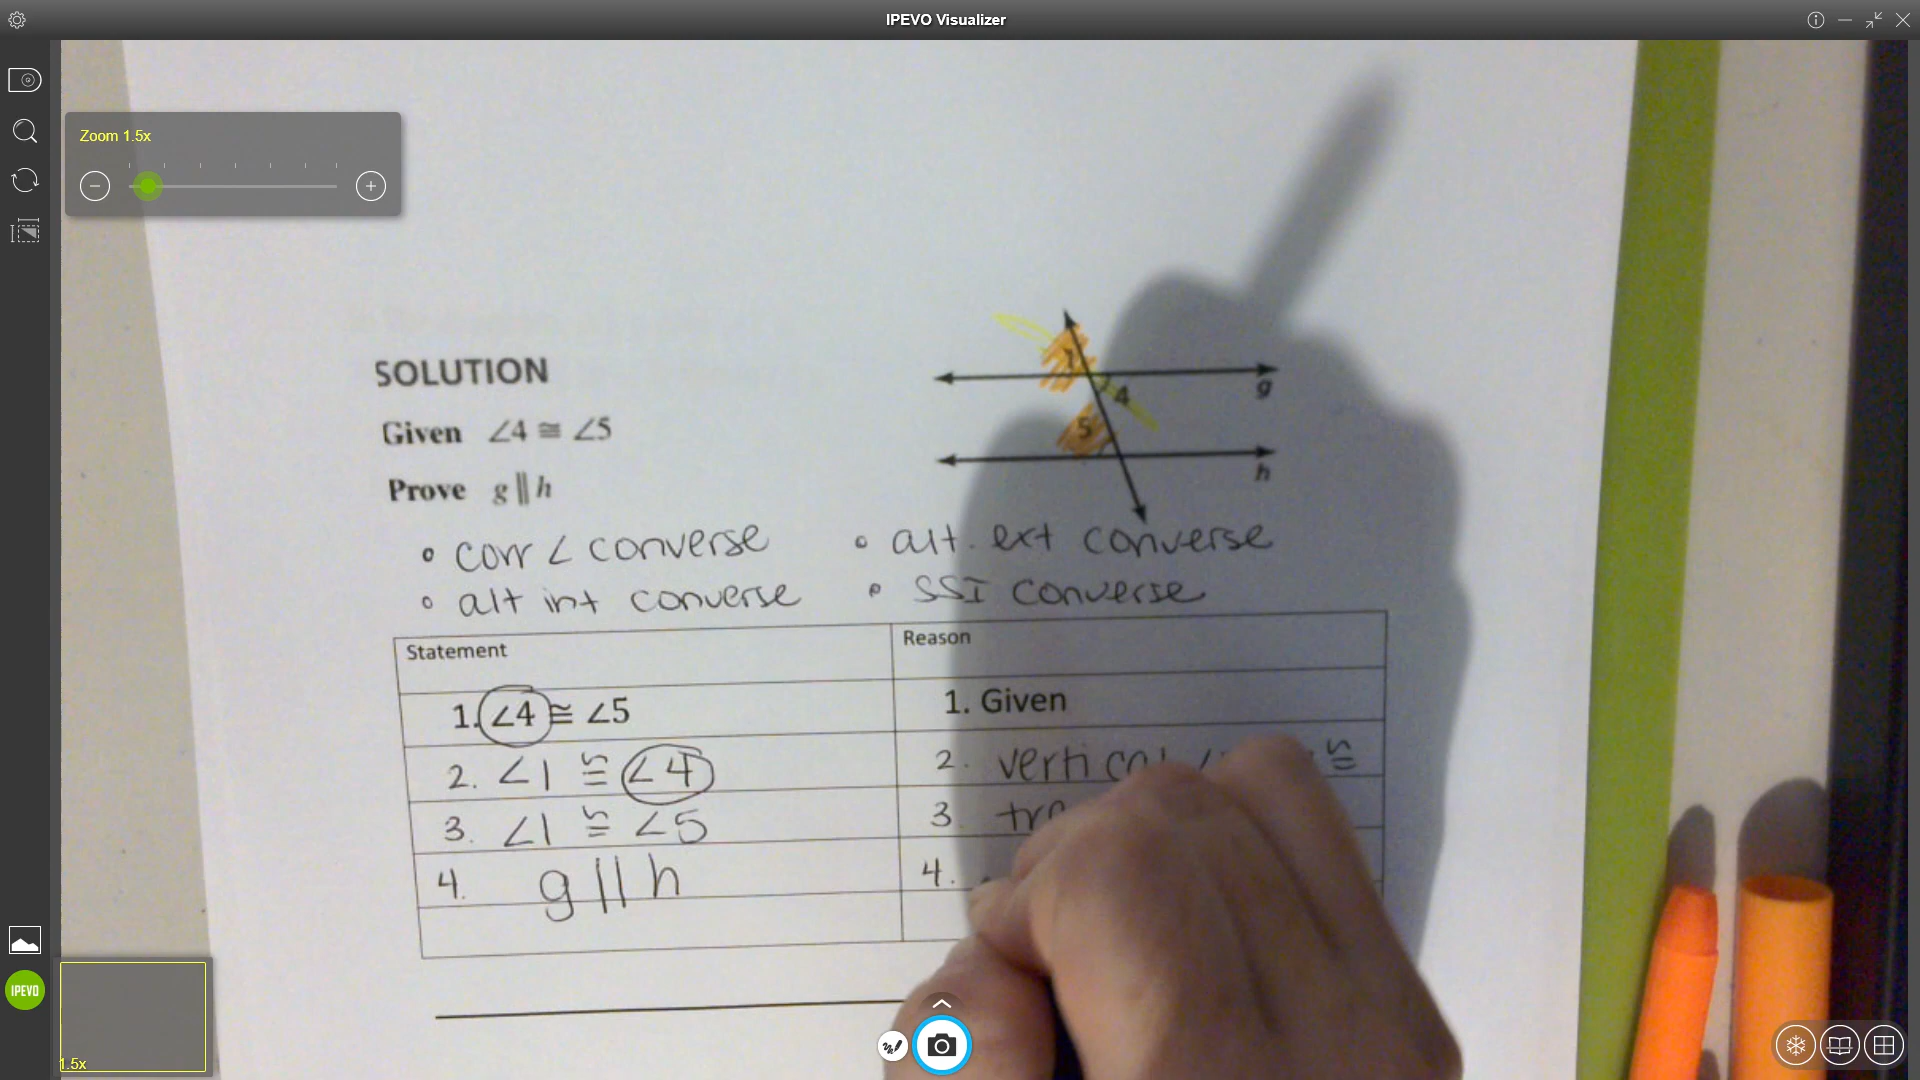 IPEVO Visualizer
Zoom 1.5x
SOLUTION
Given ∠4 ≅ ∠5
Prove g ∥ h
1
4
g
5
h
• corr ∠ converse
• alt. ext converse
• alt int converse
• SSI converse
Statement
Reason
1. ∠4 ≅ ∠5
1. Given
2. ∠1 ≅ ∠4
2. vertical ≅
3. ∠1 ≅ ∠5
3
4. g ∥ h
4.
IPEVO
1.5x